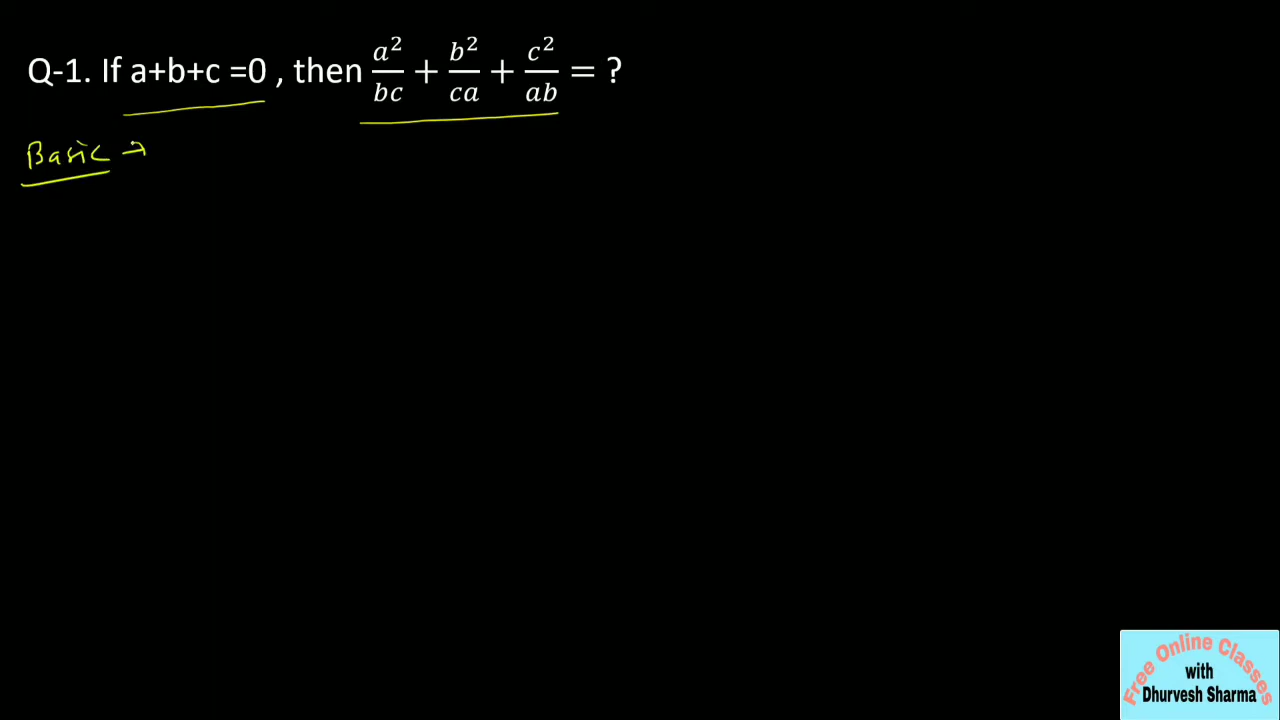 Q-1. If a+b+c =0 , then a²/bc + b²/ca + c²/ab = ?
Basic →
Free Online Classes
with
Dhurvesh Sharma